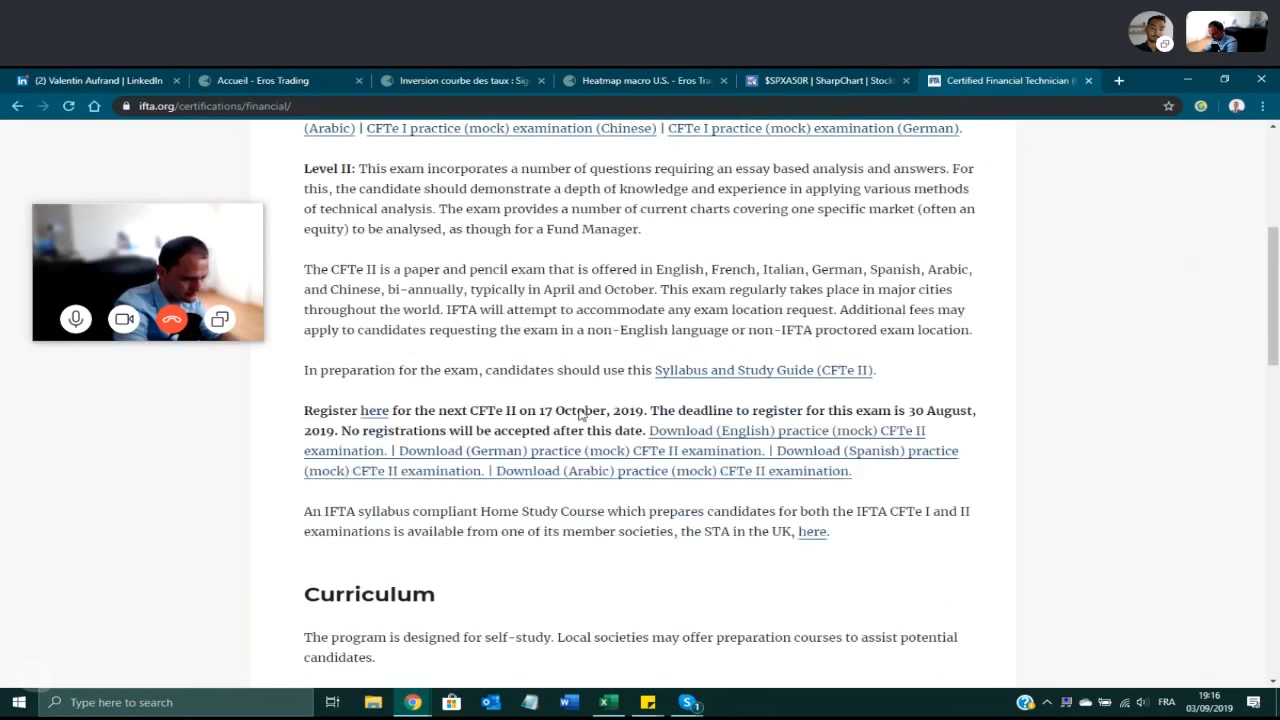 (2) Valentin Aufrand | LinkedIn
Accueil - Eros Trading
Inversion courbe des taux : Sig
Heatmap macro U.S. - Eros Tra
$SPXA50R | SharpChart | Stock
Certified Financial Technician (
ifta.org/certifications/financial/
(Arabic) | CFTe I practice (mock) examination (Chinese) | CFTe I practice (mock) examination (German).
Level II: This exam incorporates a number of questions requiring an essay based analysis and answers. For
this, the candidate should demonstrate a depth of knowledge and experience in applying various methods
of technical analysis. The exam provides a number of current charts covering one specific market (often an
equity) to be analysed, as though for a Fund Manager.
The CFTe II is a paper and pencil exam that is offered in English, French, Italian, German, Spanish, Arabic,
and Chinese, bi-annually, typically in April and October. This exam regularly takes place in major cities
throughout the world. IFTA will attempt to accommodate any exam location request. Additional fees may
apply to candidates requesting the exam in a non-English language or non-IFTA proctored exam location.
In preparation for the exam, candidates should use this Syllabus and Study Guide (CFTe II).
Register here for the next CFTe II on 17 October, 2019. The deadline to register for this exam is 30 August,
2019. No registrations will be accepted after this date. Download (English) practice (mock) CFTe II
examination. | Download (German) practice (mock) CFTe II examination. | Download (Spanish) practice
(mock) CFTe II examination. | Download (Arabic) practice (mock) CFTe II examination.
An IFTA syllabus compliant Home Study Course which prepares candidates for both the IFTA CFTe I and II
examinations is available from one of its member societies, the STA in the UK, here.
Curriculum
The program is designed for self-study. Local societies may offer preparation courses to assist potential
candidates.
Type here to search
FRA
19:16
03/09/2019